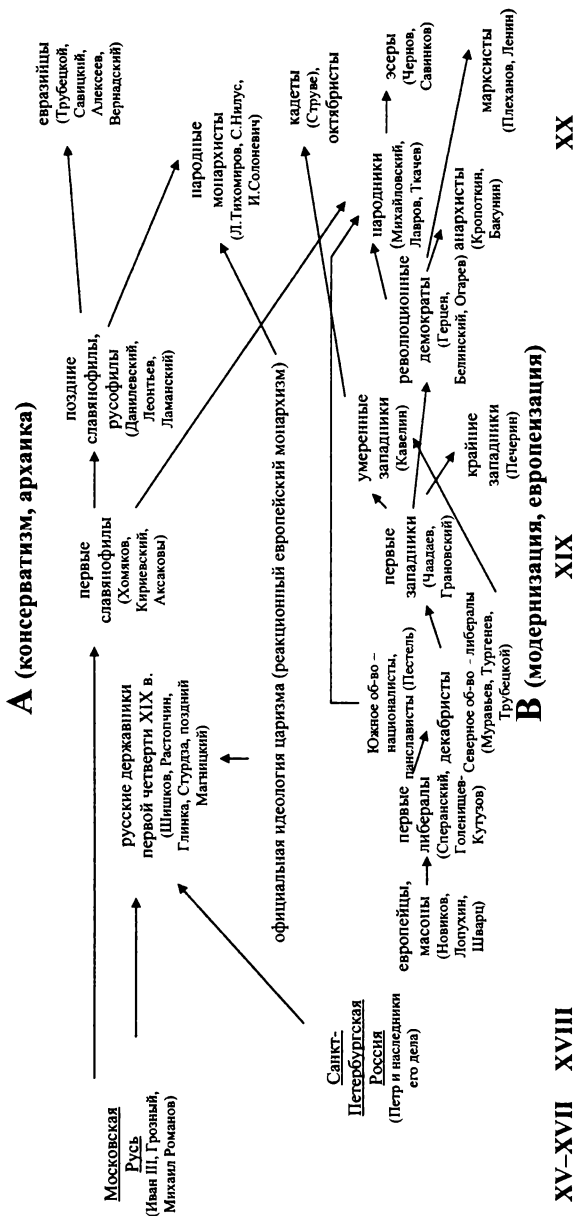 A (консерватизм, архаика)
Московская
Русь
(Иван III, Грозный,
Михаил Романов)
русские державники
первой четверти XIX в.
(Шишков, Растопчин,
Глинка, Стурдза, поздний
Магницкий)
первые
славянофилы
(Хомяков,
Кириевский,
Аксаковы)
поздние
славянофилы,
русофилы
(Данилевский,
Леонтьев,
Ламанский)
евразийцы
(Трубецкой,
Савицкий,
Алексеев,
Вернадский)
народные
монархисты
(Л.Тихомиров, С.Нилус,
И.Солоневич)
официальная идеология царизма (реакционный европейский монархизм)
Санкт-
Петербургская
Россия
(Петр и наследники
его дела)
европейцы,
масоны
(Новиков,
Лопухин,
Шварц)
первые
либералы
(Сперанский,
Голенищев-
Кутузов)
Южное об-во –
националисты,
панслависты (Пестель)
декабристы
Северное об-во - либералы
(Муравьев, Тургенев,
Трубецкой)
первые
западники
(Чаадаев,
Грановский)
умеренные
западники
(Кавелин)
крайние
западники
(Печерин)
революционные
демократы
(Герцен,
Белинский, Огарев)
народники
(Михайловский,
Лавров, Ткачев)
анархисты
(Кропоткин,
Бакунин)
кадеты
(Струве),
октябристы
эсеры
(Чернов,
Савинков)
марксисты
(Плеханов, Ленин)
B (модернизация, европеизация)
XV–XVII XVIII XIX XX